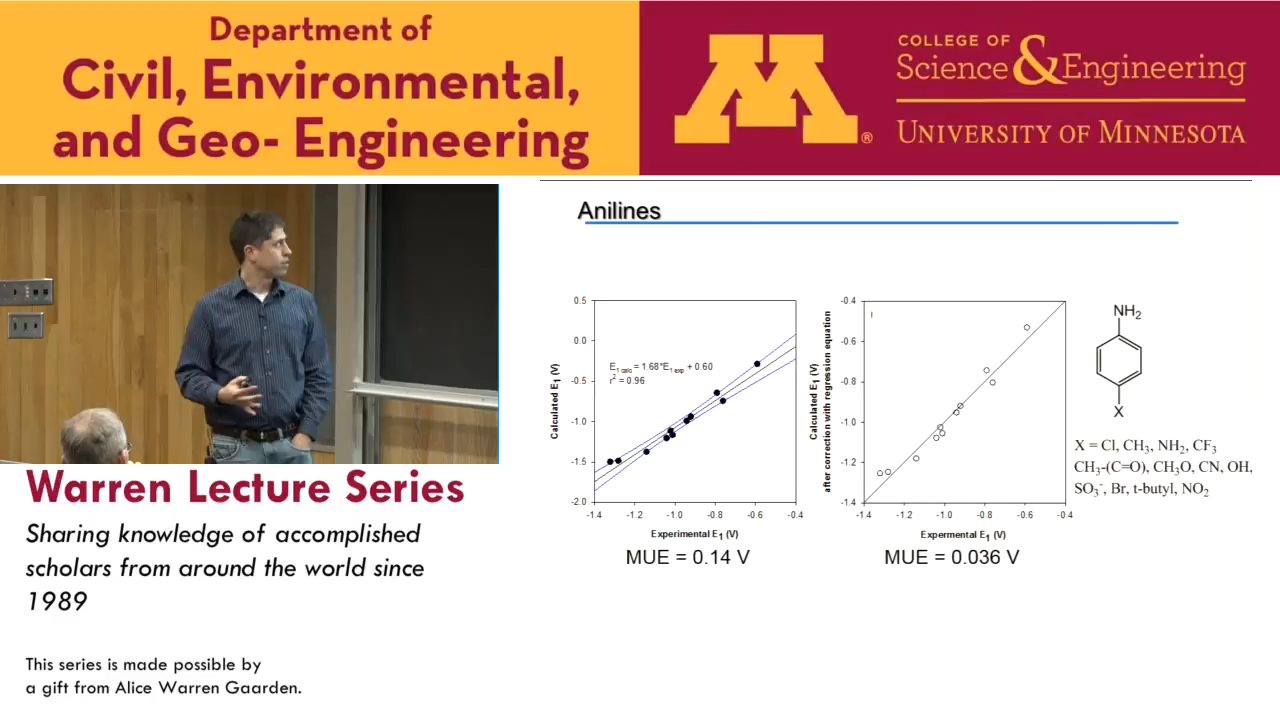 Department of
Civil, Environmental,
and Geo- Engineering
M®
COLLEGE OF
Science & Engineering
UNIVERSITY OF MINNESOTA
Anilines
0.5
0.0
-0.5
-1.0
-1.5
-2.0
Calculated E1 (V)
E1 calc = 1.68*E1 exp + 0.60
r² = 0.96
-1.4 -1.2 -1.0 -0.8 -0.6 -0.4
Experimental E1 (V)
MUE = 0.14 V
-0.4
-0.6
-0.8
-1.0
-1.2
-1.4
Calculated E1 (V)
after correction with regression equation
-1.4 -1.2 -1.0 -0.8 -0.6 -0.4
Expermental E1 (V)
MUE = 0.036 V
NH₂
X
X = Cl, CH₃, NH₂, CF₃
CH₃-(C=O), CH₃O, CN, OH,
SO₃⁻, Br, t-butyl, NO₂
Warren Lecture Series
Sharing knowledge of accomplished
scholars from around the world since
1989
This series is made possible by
a gift from Alice Warren Gaarden.